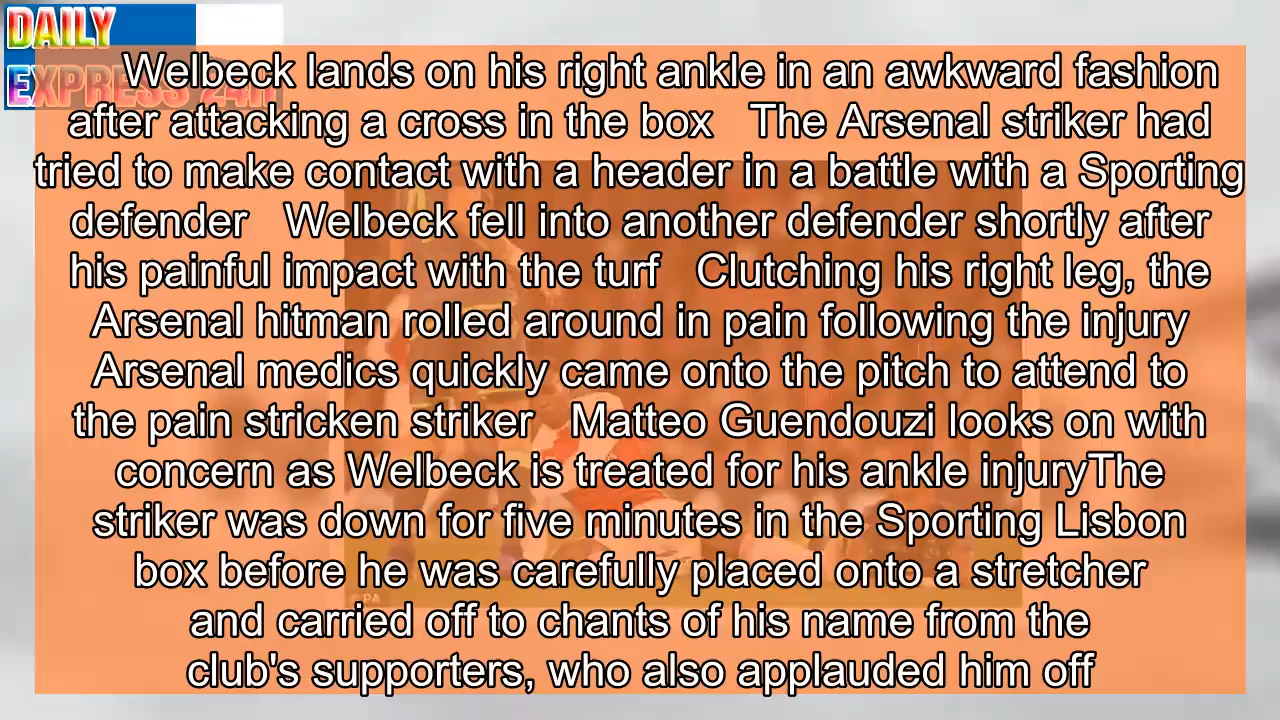 DAILY
EXPRESS 24H
Welbeck lands on his right ankle in an awkward fashion
after attacking a cross in the box   The Arsenal striker had
tried to make contact with a header in a battle with a Sporting
defender   Welbeck fell into another defender shortly after
his painful impact with the turf   Clutching his right leg, the
Arsenal hitman rolled around in pain following the injury
Arsenal medics quickly came onto the pitch to attend to
the pain stricken striker   Matteo Guendouzi looks on with
concern as Welbeck is treated for his ankle injuryThe
striker was down for five minutes in the Sporting Lisbon
box before he was carefully placed onto a stretcher
and carried off to chants of his name from the
club's supporters, who also applauded him off
©PA